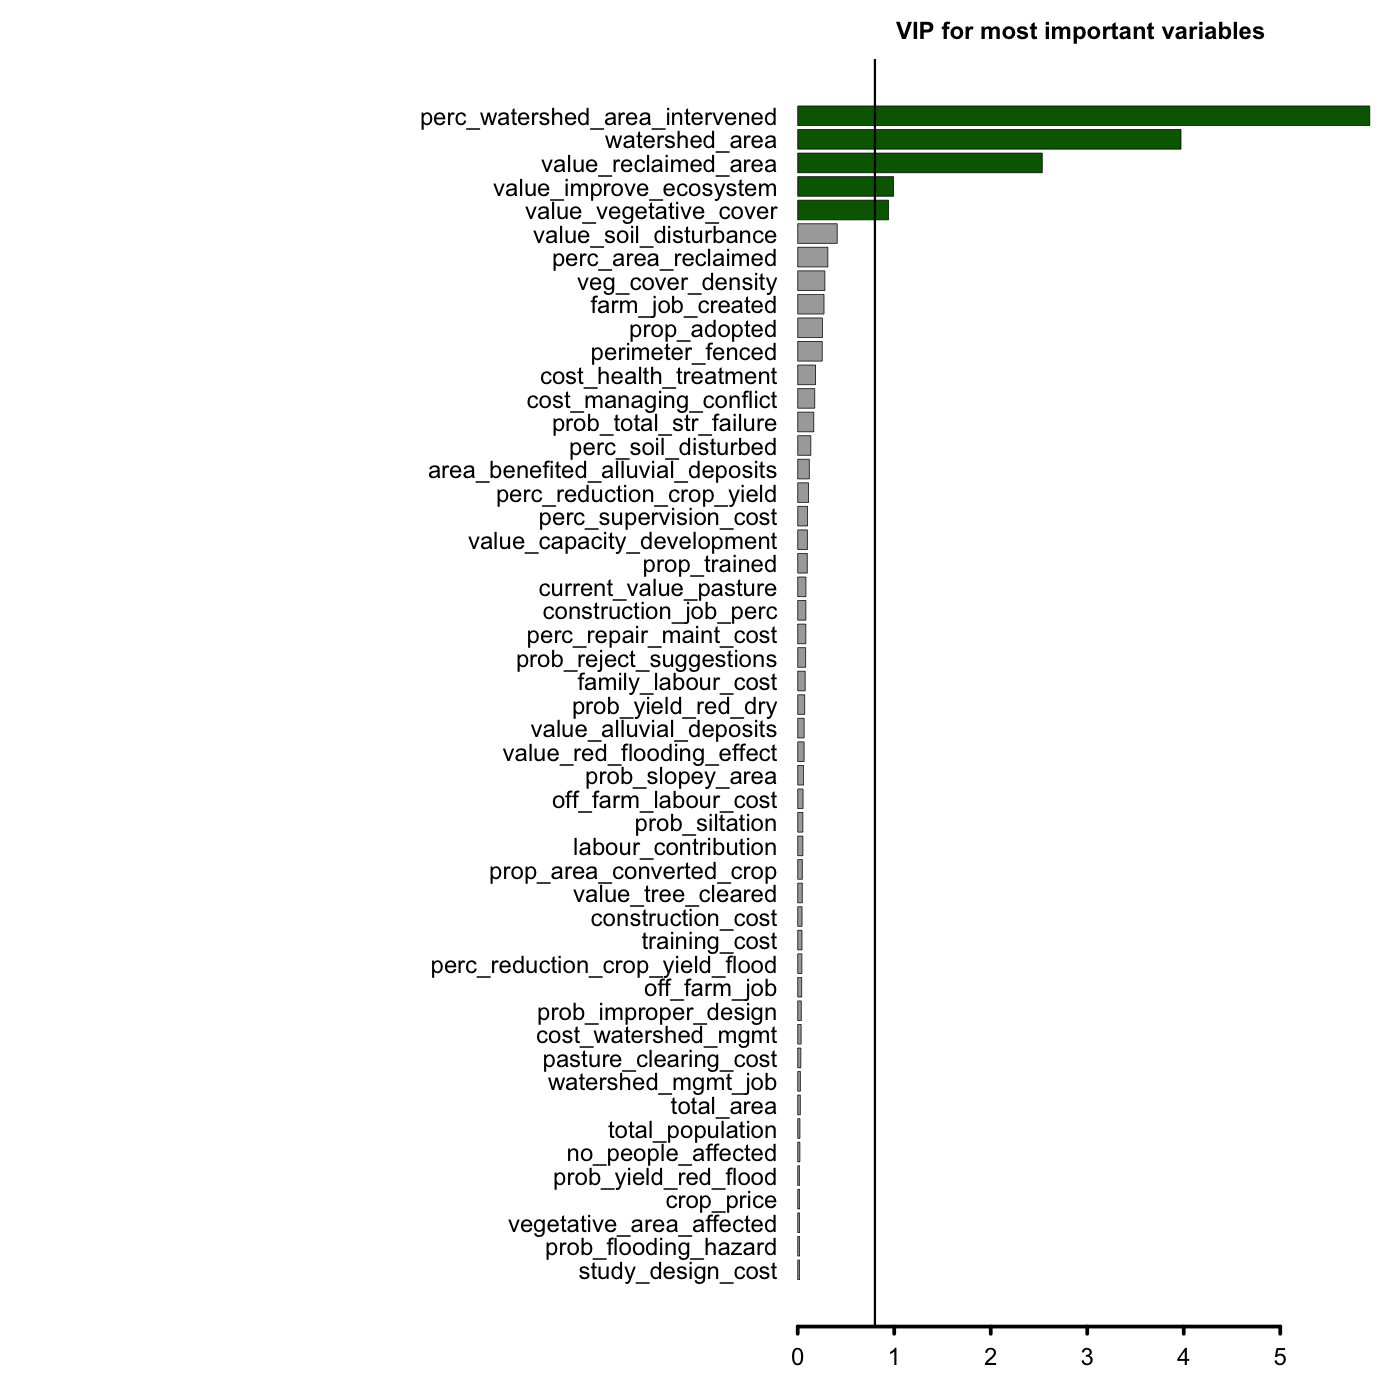 VIP for most important variables
perc_watershed_area_intervened
watershed_area
value_reclaimed_area
value_improve_ecosystem
value_vegetative_cover
value_soil_disturbance
perc_area_reclaimed
veg_cover_density
farm_job_created
prop_adopted
perimeter_fenced
cost_health_treatment
cost_managing_conflict
prob_total_str_failure
perc_soil_disturbed
area_benefited_alluvial_deposits
perc_reduction_crop_yield
perc_supervision_cost
value_capacity_development
prop_trained
current_value_pasture
construction_job_perc
perc_repair_maint_cost
prob_reject_suggestions
family_labour_cost
prob_yield_red_dry
value_alluvial_deposits
value_red_flooding_effect
prob_slopey_area
off_farm_labour_cost
prob_siltation
labour_contribution
prop_area_converted_crop
value_tree_cleared
construction_cost
training_cost
perc_reduction_crop_yield_flood
off_farm_job
prob_improper_design
cost_watershed_mgmt
pasture_clearing_cost
watershed_mgmt_job
total_area
total_population
no_people_affected
prob_yield_red_flood
crop_price
vegetative_area_affected
prob_flooding_hazard
study_design_cost
0 1 2 3 4 5